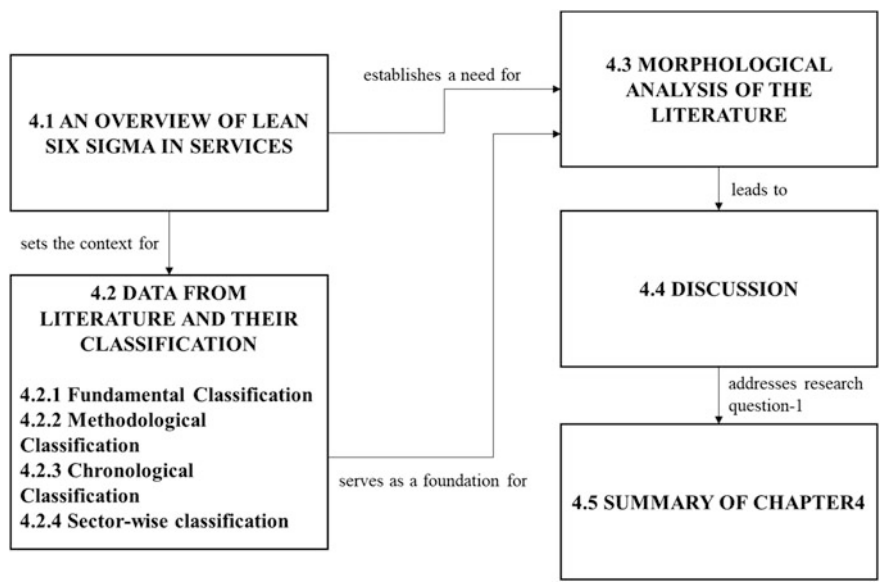 4.1 AN OVERVIEW OF LEAN
SIX SIGMA IN SERVICES
sets the context for
4.2 DATA FROM
LITERATURE AND THEIR
CLASSIFICATION
4.2.1 Fundamental Classification
4.2.2 Methodological
Classification
4.2.3 Chronological
Classification
4.2.4 Sector-wise classification
establishes a need for
serves as a foundation for
4.3 MORPHOLOGICAL
ANALYSIS OF THE
LITERATURE
leads to
4.4 DISCUSSION
addresses research
question-1
4.5 SUMMARY OF CHAPTER4